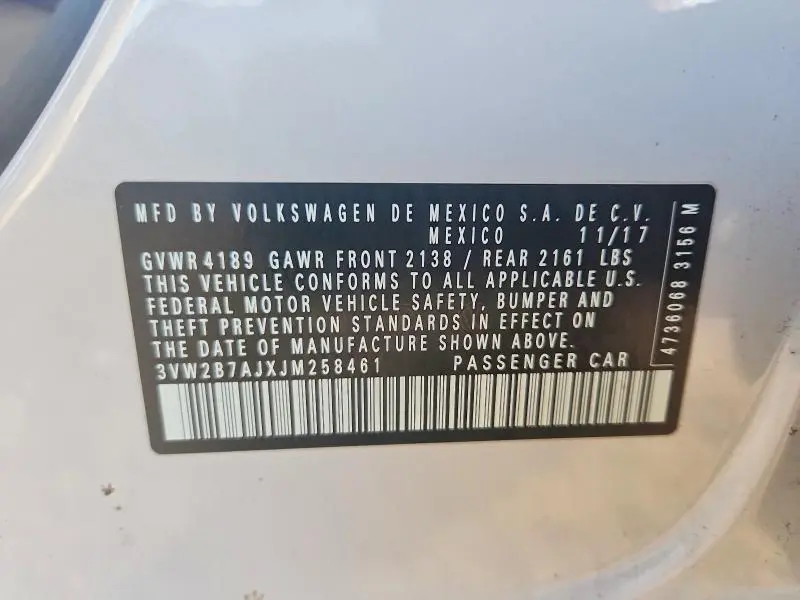 MFD BY VOLKSWAGEN DE MEXICO S.A. DE C.V.
MEXICO 11/17
GVWR4189 GAWR FRONT 2138 / REAR 2161 LBS
THIS VEHICLE CONFORMS TO ALL APPLICABLE U.S.
FEDERAL MOTOR VEHICLE SAFETY, BUMPER AND
THEFT PREVENTION STANDARDS IN EFFECT ON
THE DATE OF MANUFACTURE SHOWN ABOVE.
3VW2B7AJXJM258461 PASSENGER CAR
4736068 3156 M